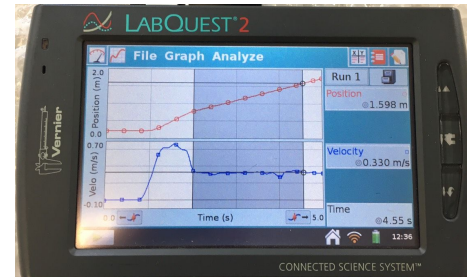 LABQUEST®2
File Graph Analyze
Vernier
2.0
Position (m)
0.0
0.70
Velo (m/s)
-0.10
0.0
Time (s)
5.0
Run 1
Position
1.598 m
Velocity
0.330 m/s
Time
4.55 s
12:36
CONNECTED SCIENCE SYSTEM™